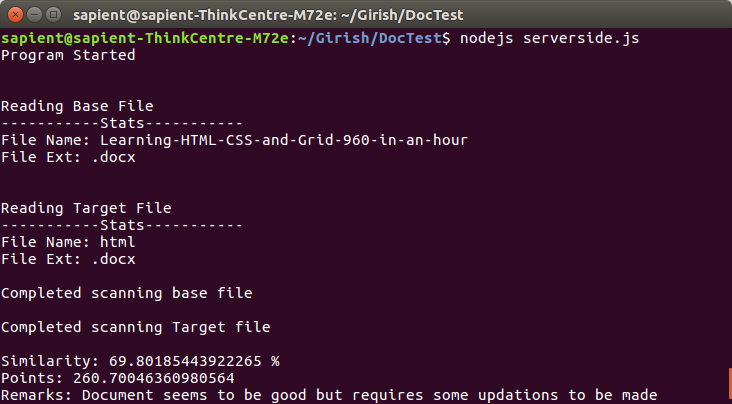 sapient@sapient-ThinkCentre-M72e: ~/Girish/DocTest
sapient@sapient-ThinkCentre-M72e:~/Girish/DocTest$ nodejs serverside.js
Program Started
Reading Base File
-----------Stats-----------
File Name: Learning-HTML-CSS-and-Grid-960-in-an-hour
File Ext: .docx
Reading Target File
-----------Stats-----------
File Name: html
File Ext: .docx
Completed scanning base file
Completed scanning Target file
Similarity: 69.80185443922265 %
Points: 260.70046360980564
Remarks: Document seems to be good but requires some updations to be made